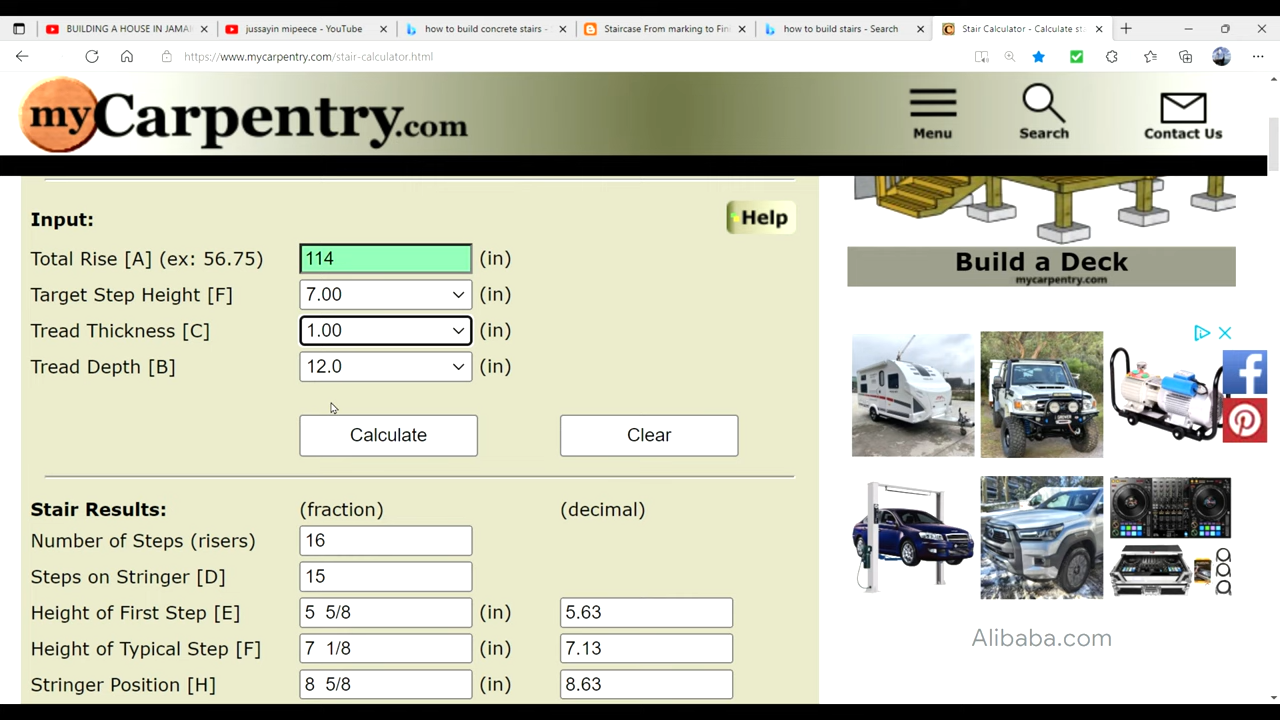 BUILDING A HOUSE IN JAMAI
jussayin mipeece - YouTube
how to build concrete stairs -
Staircase From marking to Fini
how to build stairs - Search
Stair Calculator - Calculate sta
https://www.mycarpentry.com/stair-calculator.html
myCarpentry.com
Menu
Search
Contact Us
Input:
Help
Total Rise [A] (ex: 56.75) 114 (in)
Target Step Height [F] 7.00 (in)
Tread Thickness [C] 1.00 (in)
Tread Depth [B] 12.0 (in)
Calculate Clear
Stair Results: (fraction) (decimal)
Number of Steps (risers) 16
Steps on Stringer [D] 15
Height of First Step [E] 5 5/8 (in) 5.63
Height of Typical Step [F] 7 1/8 (in) 7.13
Stringer Position [H] 8 5/8 (in) 8.63
Build a Deck
mycarpentry.com
Alibaba.com